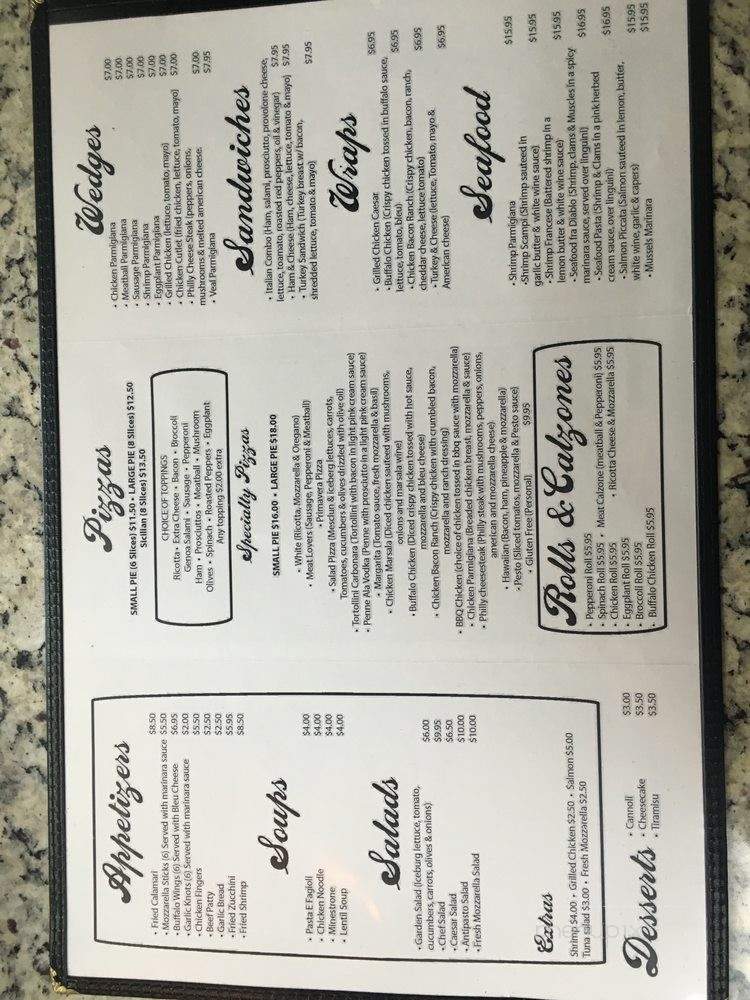 Appetizers
• Fried Calamari $8.50
• Mozzarella Sticks (6) Served with marinara sauce $5.50
• Buffalo Wings (6) Served with Bleu Cheese $6.95
• Garlic Knots (6) Served with marinara sauce $2.00
• Chicken Fingers $5.50
• Beef Patty $2.50
• Garlic Bread $2.50
• Fried Zucchini $5.95
• Fried Shrimp $8.50
Soups
• Pasta E Fagioli $4.00
• Chicken Noodle $4.00
• Minestrone $4.00
• Lentil Soup $4.00
Salads
• Garden Salad (Iceburg lettuce, tomato, $6.00
cucumbers, carrots, olives & onions)
• Chef Salad $9.95
• Caesar Salad $6.50
• Antipasto Salad $10.00
• Fresh Mozzarella Salad $10.00
Extras
Shrimp $4.00 • Grilled Chicken $2.50 • Salmon $5.00
Tuna salad $3.00 • Fresh Mozzarella $2.50
Desserts
• Cannoli $3.00
• Cheesecake $3.50
• Tiramisu $3.50
Pizzas
SMALL PIE (6 Slices) $11.50 • LARGE PIE (8 Slices) $12.50
Sicilian (8 Slices) $13.50
CHOICE OF TOPPINGS
Ricotta • Extra Cheese • Bacon • Broccoli
Genoa Salami • Sausage • Pepperoni
Ham • Prosciuttos • Meatball • Mushroom
Olives • Spinach • Roasted Peppers • Eggplant
Any topping $2.00 extra
Specialty Pizzas
SMALL PIE $16.00 • LARGE PIE $18.00
• White (Ricotta, Mozzarella & Oregano)
• Meat Lovers (Sausage, Pepperoni & Meatball)
• Primavera Pizza
• Salad Pizza (Mesclun & Iceberg lettuces, carrots,
Tomatoes, cucumbers & olives drizzled with olive oil)
• Tortollini Carbonara (Tortollini with bacon in light pink cream sauce)
• Penne Ala Vodka (Penne with prosciutto in a light pink cream sauce)
• Margarita (Tomato sauce, fresh mozzarella & basil)
• Chicken Marsala (Diced chicken sauteed with mushrooms,
onions and marsala wine)
• Buffalo Chicken (Diced crispy chicken tossed with hot sauce,
mozzarella and bleu cheese)
• Chicken Bacon Ranch (Crispy chicken with crumbled bacon,
mozzarella and ranch dressing)
• BBQ Chicken (choice of chicken tossed in bbq sauce with mozzarella)
• Chicken Parmigiana (Breaded chicken breast, mozzarella & sauce)
• Philly cheesesteak (Philly steak with mushrooms, peppers, onions,
american and mozzarella cheese)
• Hawaiian (Bacon, ham, pineapple & mozzarella)
• Pesto (Sliced tomatoes, mozzarella & Pesto sauce)
• Gluten Free (Personal) $9.95
Rolls & Calzones
• Pepperoni Roll $5.95
• Spinach Roll $5.95 • Meat Calzone (meatball & Pepperoni) $5.95
• Chicken Roll $5.95 • Ricotta Cheese & Mozzarella $5.95
• Eggplant Roll $5.95
• Broccoli Roll $5.95
• Buffalo Chicken Roll $5.95
Wedges
• Chicken Parmigiana $7.00
• Meatball Parmigiana $7.00
• Sausage Parmigiana $7.00
• Shrimp Parmigiana $7.00
• Eggplant Parmigiana $7.00
• Grilled Chicken (lettuce, tomato, mayo) $7.00
• Chicken Cutlet (fried chicken, lettuce, tomato, mayo) $7.00
• Philly Cheese Steak (peppers, onions, $7.00
mushrooms & melted american cheese
• Veal Parmigiana $7.95
Sandwiches
• Italian Combo (Ham, salami, prosciutto, provolone cheese, $7.95
lettuce, toamato, roasted red peppers, oil & vinegar)
• Ham & Cheese (Ham, cheese, lettuce, tomato & mayo) $7.95
• Turkey Sandwich (Turkey breast w/ bacon, $7.95
shredded lettuce, tomato & mayo)
Wraps
• Grilled Chicken Caesar $6.95
• Buffalo Chicken (Crispy chicken tossed in buffalo sauce, $6.95
lettuce, tomato, bleu)
• Chicken Bacon Ranch (Crispy chicken, bacon, ranch, $6.95
cheddar cheese, lettuce tomato)
• Turkey & Cheese (lettuce, Tomato, mayo & $6.95
American cheese)
Seafood
• Shrimp Parmigiana $15.95
• Shrimp Scampi (Shrimp sauteed in $15.95
garlic butter & white wine sauce)
• Shrimp Francese (Battered shrimp in a $15.95
lemon butter & white wine sauce)
• Seafood fra Diablo (Shrimp, clams & Muscles in a spicy $16.95
marinara sauce, served over linguini)
• Seafood Pasta (Shrimp & Clams in a pink herbed $16.95
cream sauce, over linguini)
• Salmon Piccata (Salmon sauteed in lemon, butter, $15.95
white wine, garlic & capers)
• Mussels Marinara $15.95